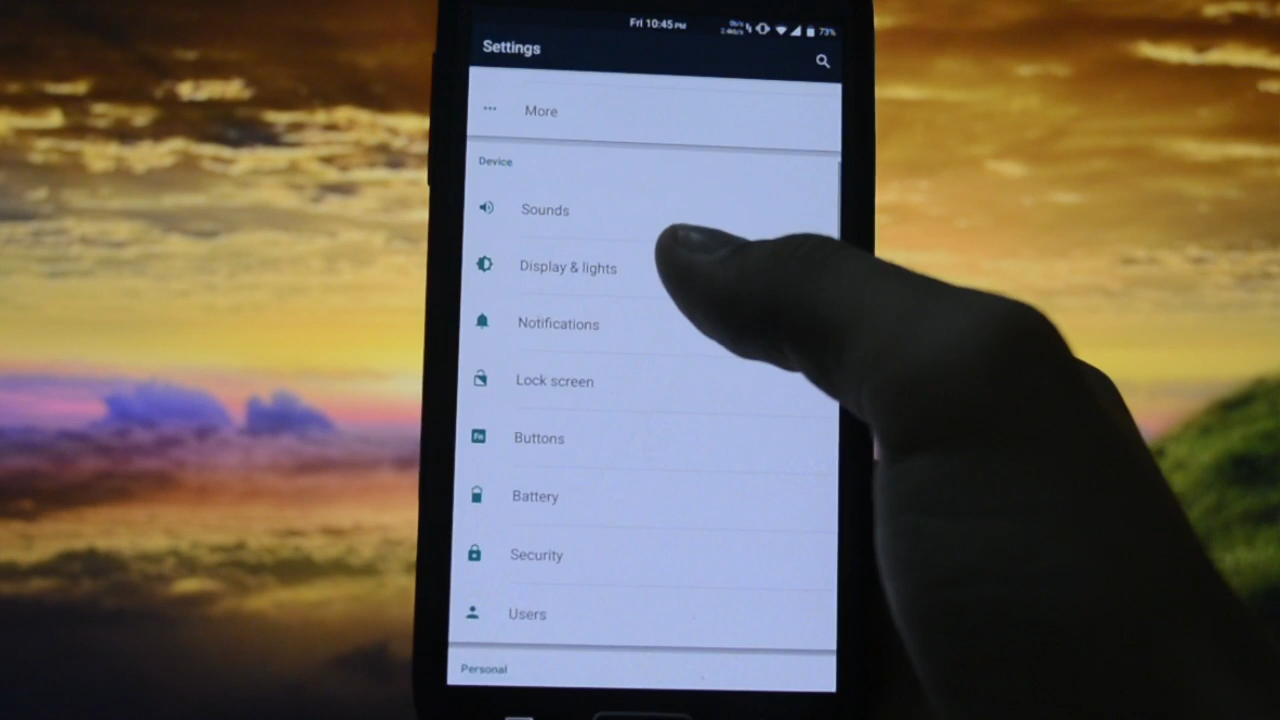 Fri 10:45 PM
73%
Settings
More
Device
Sounds
Display & lights
Notifications
Lock screen
Buttons
Battery
Security
Users
Personal